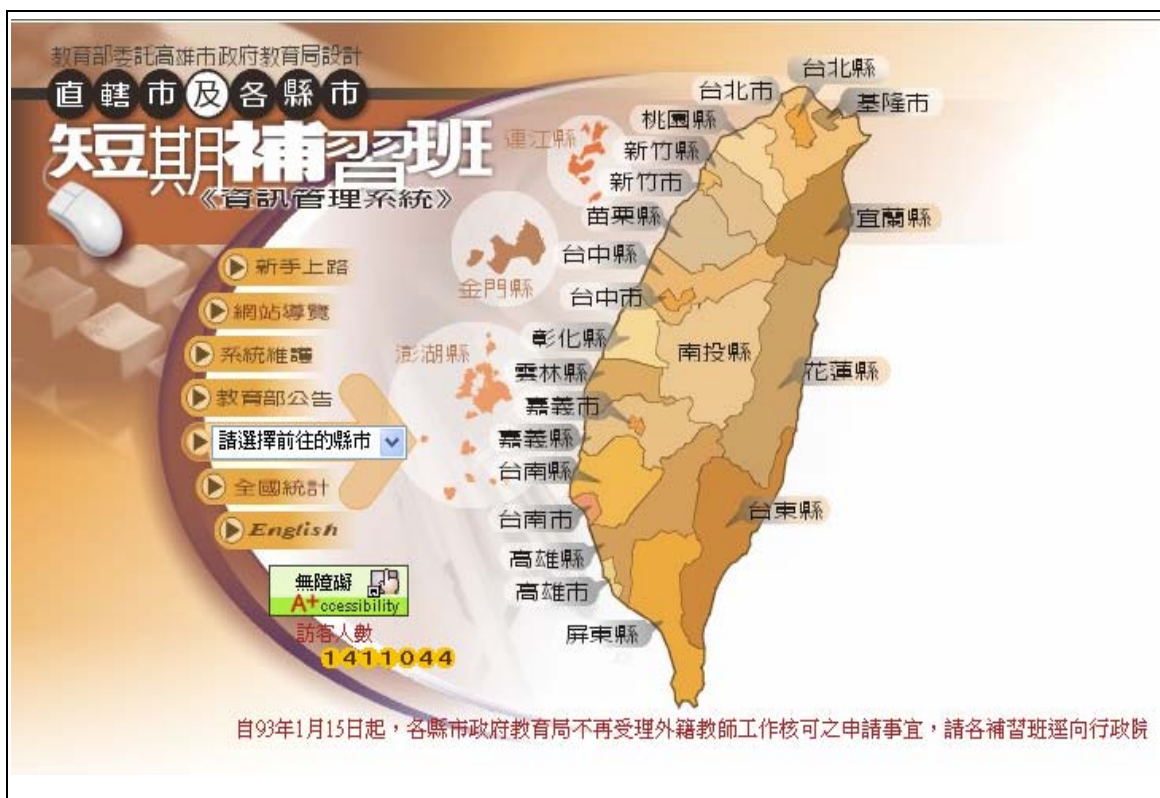 教育部委託高雄市政府教育局設計
直轄市及各縣市
短期補習班
《資訊管理系統》
新手上路
網站導覽
系統維護
教育部公告
請選擇前往的縣市
全國統計
English
無障礙
A+ccessibility
訪客人數
1411044
連江縣
金門縣
澎湖縣
台北縣
台北市
基隆市
桃園縣
新竹縣
新竹市
苗栗縣
宜蘭縣
台中縣
台中市
彰化縣
南投縣
雲林縣
花蓮縣
嘉義市
嘉義縣
台南縣
台南市
台東縣
高雄縣
高雄市
屏東縣
自93年1月15日起，各縣市政府教育局不再受理外籍教師工作核可之申請事宜，請各補習班逕向行政院